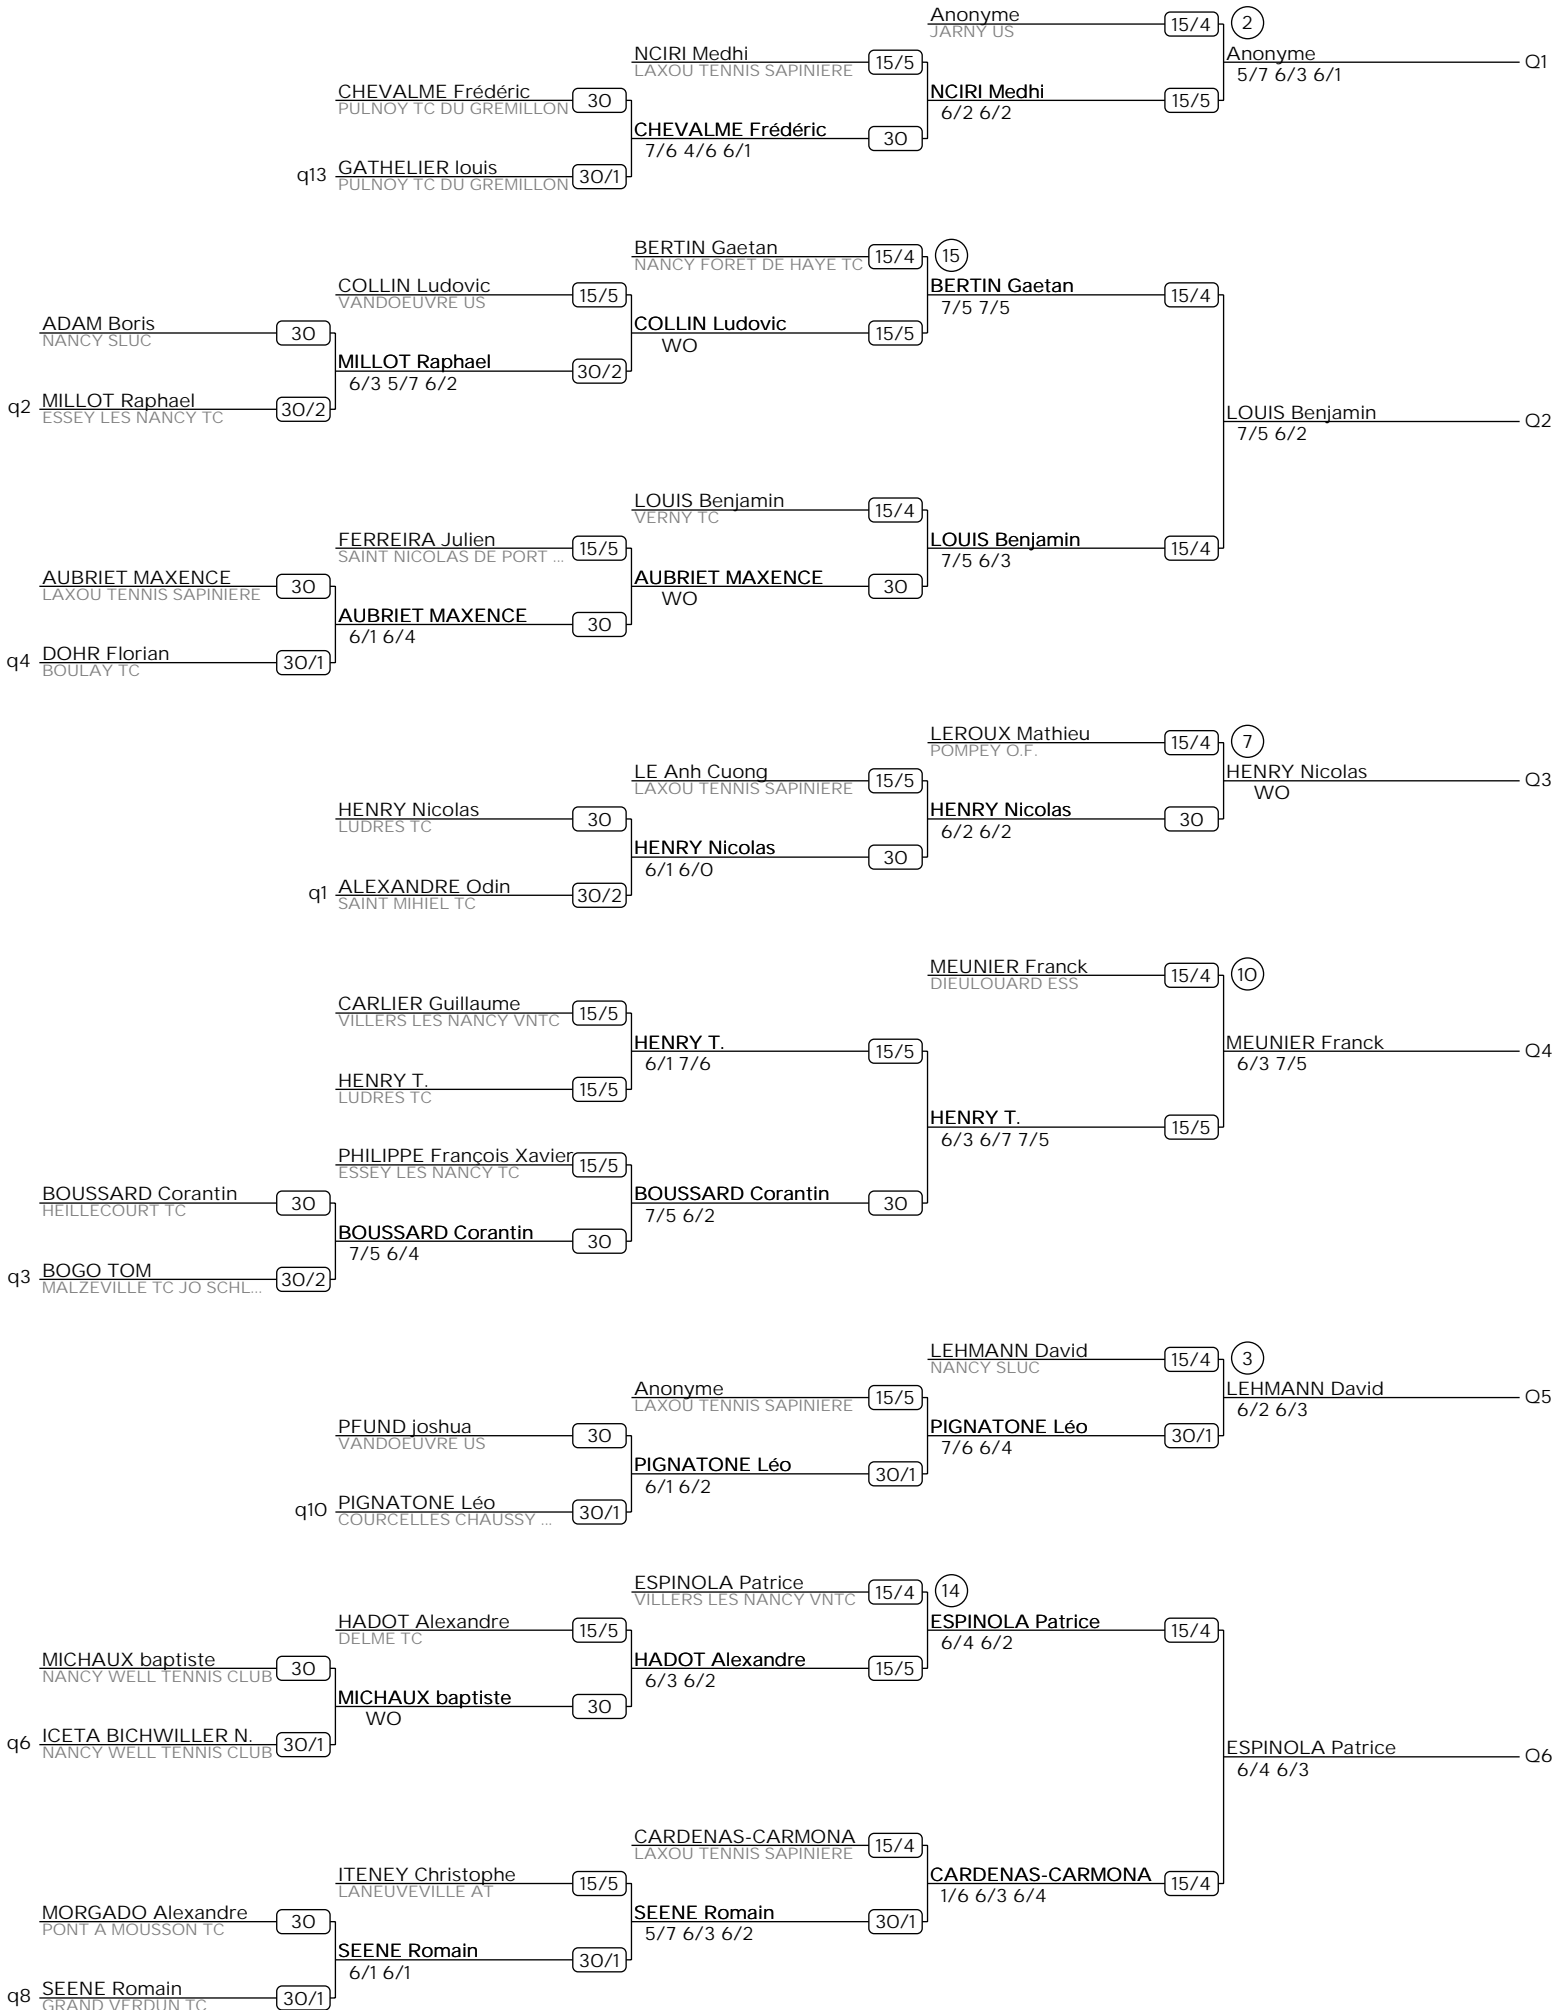 Anonyme
JARNY US
15/4
2
NCIRI Medhi
LAXOU TENNIS SAPINIERE
15/5
Anonyme
5/7 6/3 6/1
Q1
CHEVALME Frédéric
PULNOY TC DU GREMILLON
30
NCIRI Medhi
6/2 6/2
15/5
CHEVALME Frédéric
7/6 4/6 6/1
30
q13
GATHELIER louis
PULNOY TC DU GREMILLON
30/1
BERTIN Gaetan
NANCY FORET DE HAYE TC
15/4
15
COLLIN Ludovic
VANDOEUVRE US
15/5
BERTIN Gaetan
7/5 7/5
15/4
ADAM Boris
NANCY SLUC
30
COLLIN Ludovic
WO
15/5
MILLOT Raphael
6/3 5/7 6/2
30/2
q2
MILLOT Raphael
ESSEY LES NANCY TC
30/2
LOUIS Benjamin
7/5 6/2
Q2
LOUIS Benjamin
VERNY TC
15/4
FERREIRA Julien
SAINT NICOLAS DE PORT ...
15/5
LOUIS Benjamin
7/5 6/3
15/4
AUBRIET MAXENCE
LAXOU TENNIS SAPINIERE
30
AUBRIET MAXENCE
WO
30
AUBRIET MAXENCE
6/1 6/4
30
q4
DOHR Florian
BOULAY TC
30/1
LEROUX Mathieu
POMPEY O.F.
15/4
7
LE Anh Cuong
LAXOU TENNIS SAPINIERE
15/5
HENRY Nicolas
WO
Q3
HENRY Nicolas
LUDRES TC
30
HENRY Nicolas
6/2 6/2
30
HENRY Nicolas
6/1 6/0
30
q1
ALEXANDRE Odin
SAINT MIHIEL TC
30/2
MEUNIER Franck
DIEULOUARD ESS
15/4
10
CARLIER Guillaume
VILLERS LES NANCY VNTC
15/5
HENRY T.
6/1 7/6
15/5
MEUNIER Franck
6/3 7/5
Q4
HENRY T.
LUDRES TC
15/5
HENRY T.
6/3 6/7 7/5
15/5
PHILIPPE François Xavier
ESSEY LES NANCY TC
15/5
BOUSSARD Corantin
HEILLECOURT TC
30
BOUSSARD Corantin
7/5 6/2
30
BOUSSARD Corantin
7/5 6/4
30
q3
BOGO TOM
MALZEVILLE TC JO SCHL...
30/2
LEHMANN David
NANCY SLUC
15/4
3
Anonyme
LAXOU TENNIS SAPINIERE
15/5
LEHMANN David
6/2 6/3
Q5
PFUND joshua
VANDOEUVRE US
30
PIGNATONE Léo
7/6 6/4
30/1
PIGNATONE Léo
6/1 6/2
30/1
q10
PIGNATONE Léo
COURCELLES CHAUSSY ...
30/1
ESPINOLA Patrice
VILLERS LES NANCY VNTC
15/4
14
HADOT Alexandre
DELME TC
15/5
ESPINOLA Patrice
6/4 6/2
15/4
MICHAUX baptiste
NANCY WELL TENNIS CLUB
30
HADOT Alexandre
6/3 6/2
15/5
MICHAUX baptiste
WO
30
q6
ICETA BICHWILLER N.
NANCY WELL TENNIS CLUB
30/1
ESPINOLA Patrice
6/4 6/3
Q6
CARDENAS-CARMONA
LAXOU TENNIS SAPINIERE
15/4
ITENEY Christophe
LANEUVEVILLE AT
15/5
CARDENAS-CARMONA
1/6 6/3 6/4
15/4
MORGADO Alexandre
PONT A MOUSSON TC
30
SEENE Romain
5/7 6/3 6/2
30/1
SEENE Romain
6/1 6/1
30/1
q8
SEENE Romain
GRAND VERDUN TC
30/1